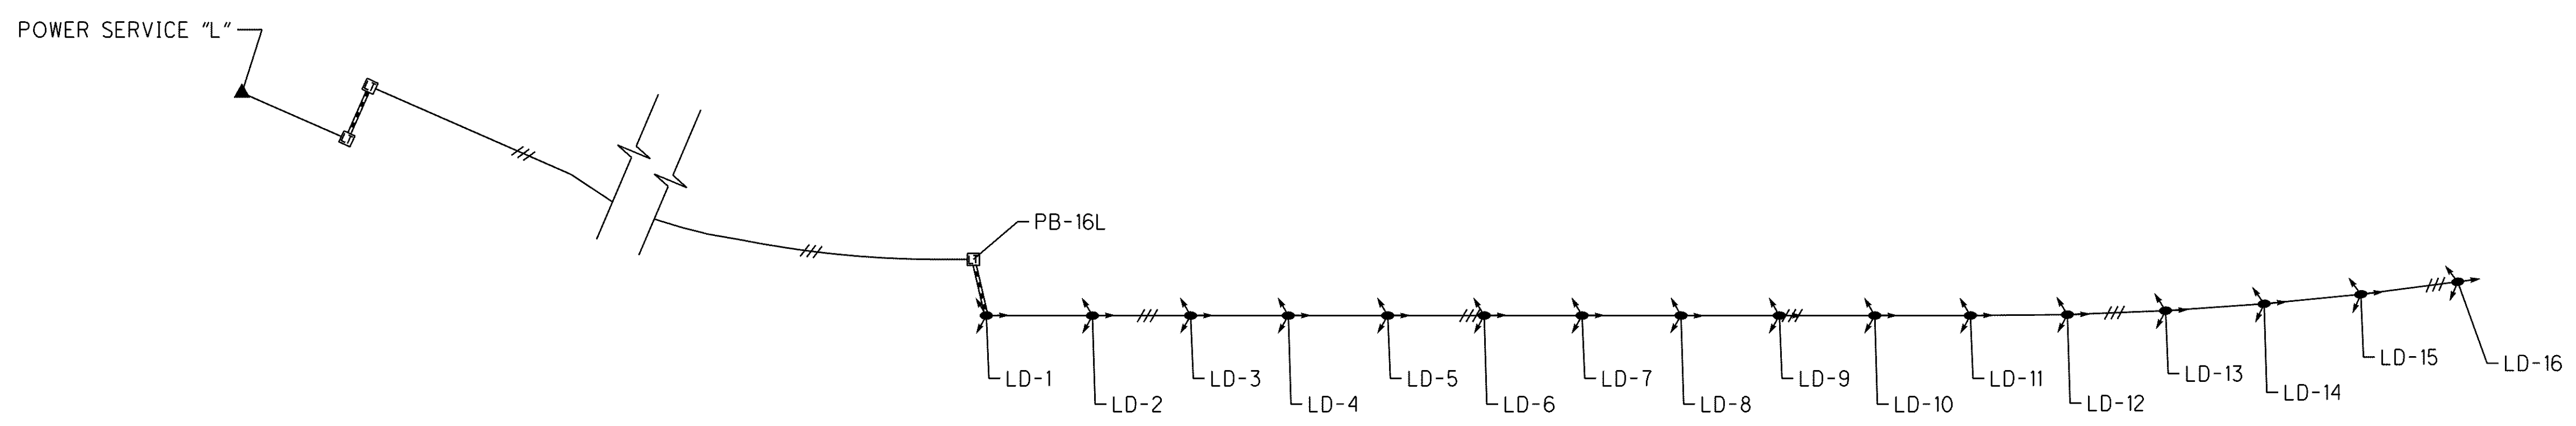 POWER SERVICE "L"
PB-16L
LD-1
LD-2
LD-3
LD-4
LD-5
LD-6
LD-7
LD-8
LD-9
LD-10
LD-11
LD-12
LD-13
LD-14
LD-15
LD-16